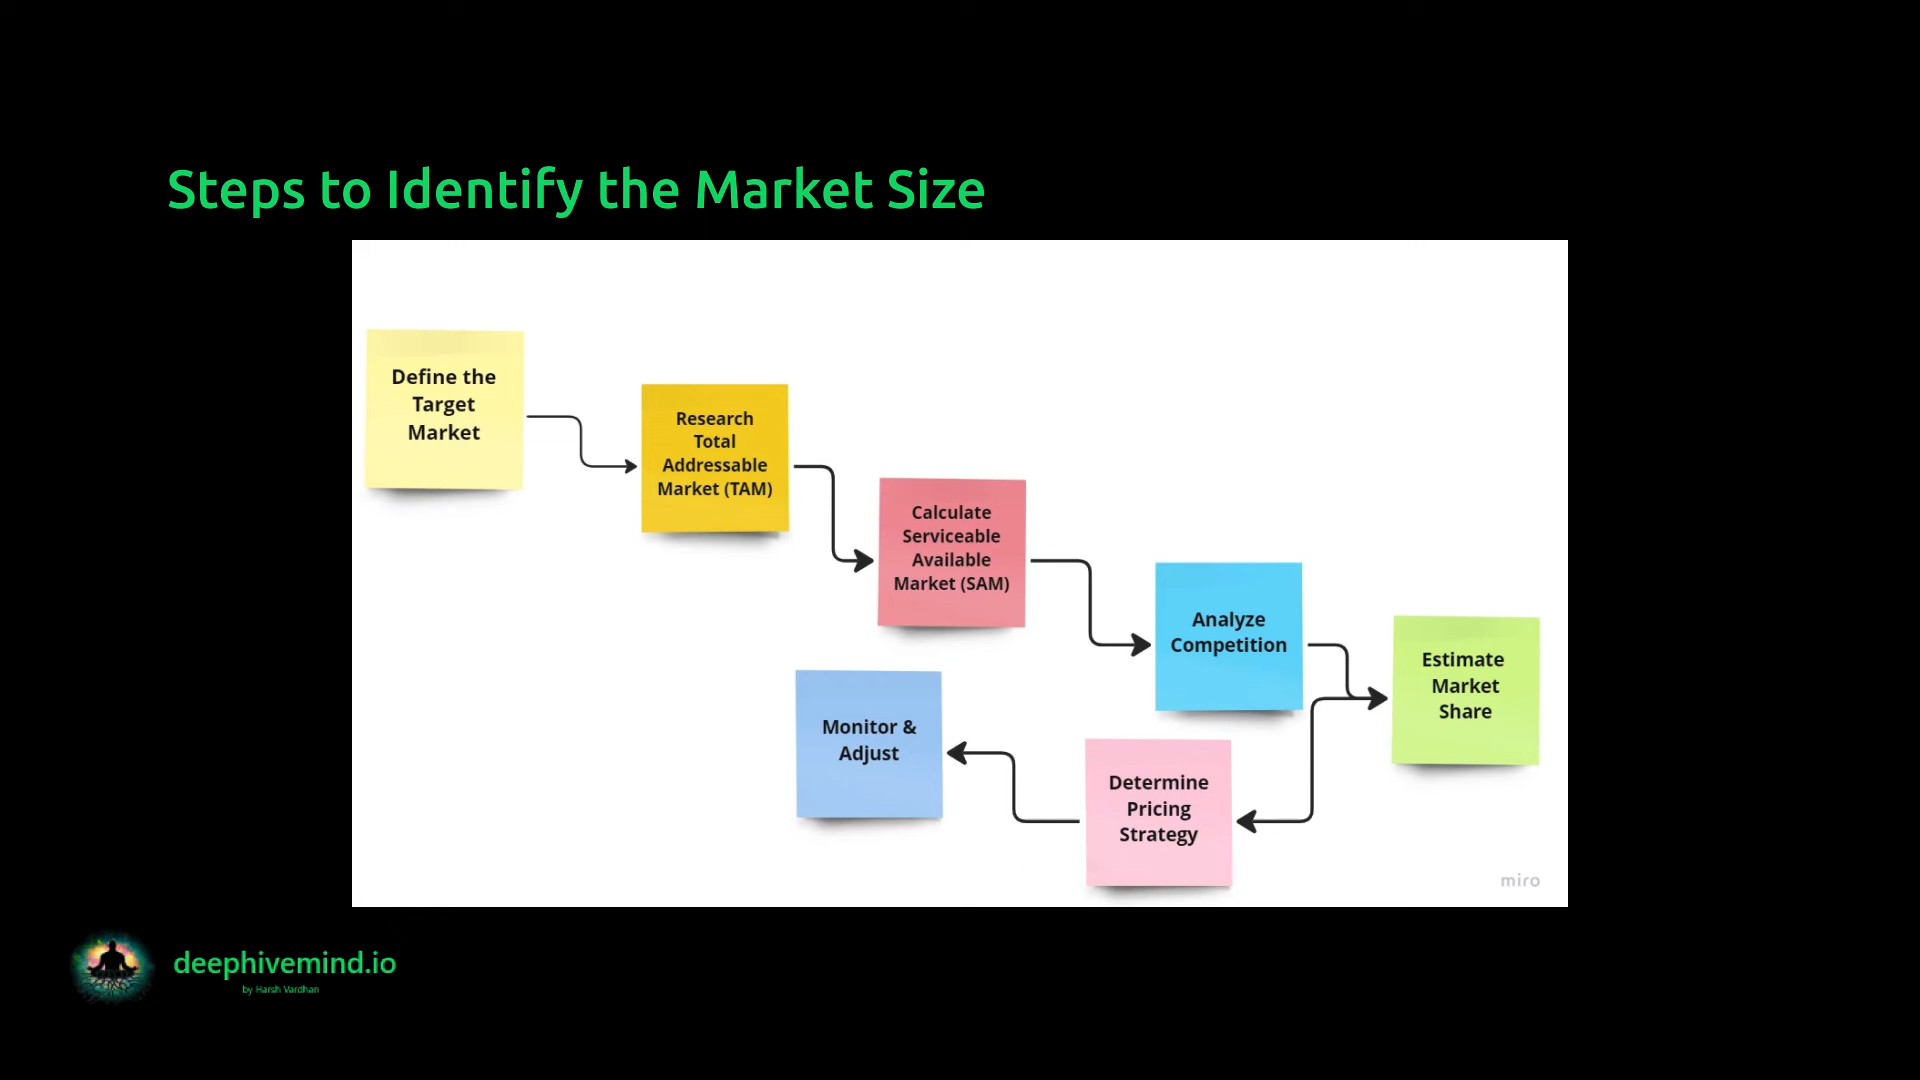 Steps to Identify the Market Size
Define the
Target
Market
Research
Total
Addressable
Market (TAM)
Calculate
Serviceable
Available
Market (SAM)
Analyze
Competition
Estimate
Market
Share
Determine
Pricing
Strategy
Monitor &
Adjust
miro
deephivemind.io
by Harsh Vardhan